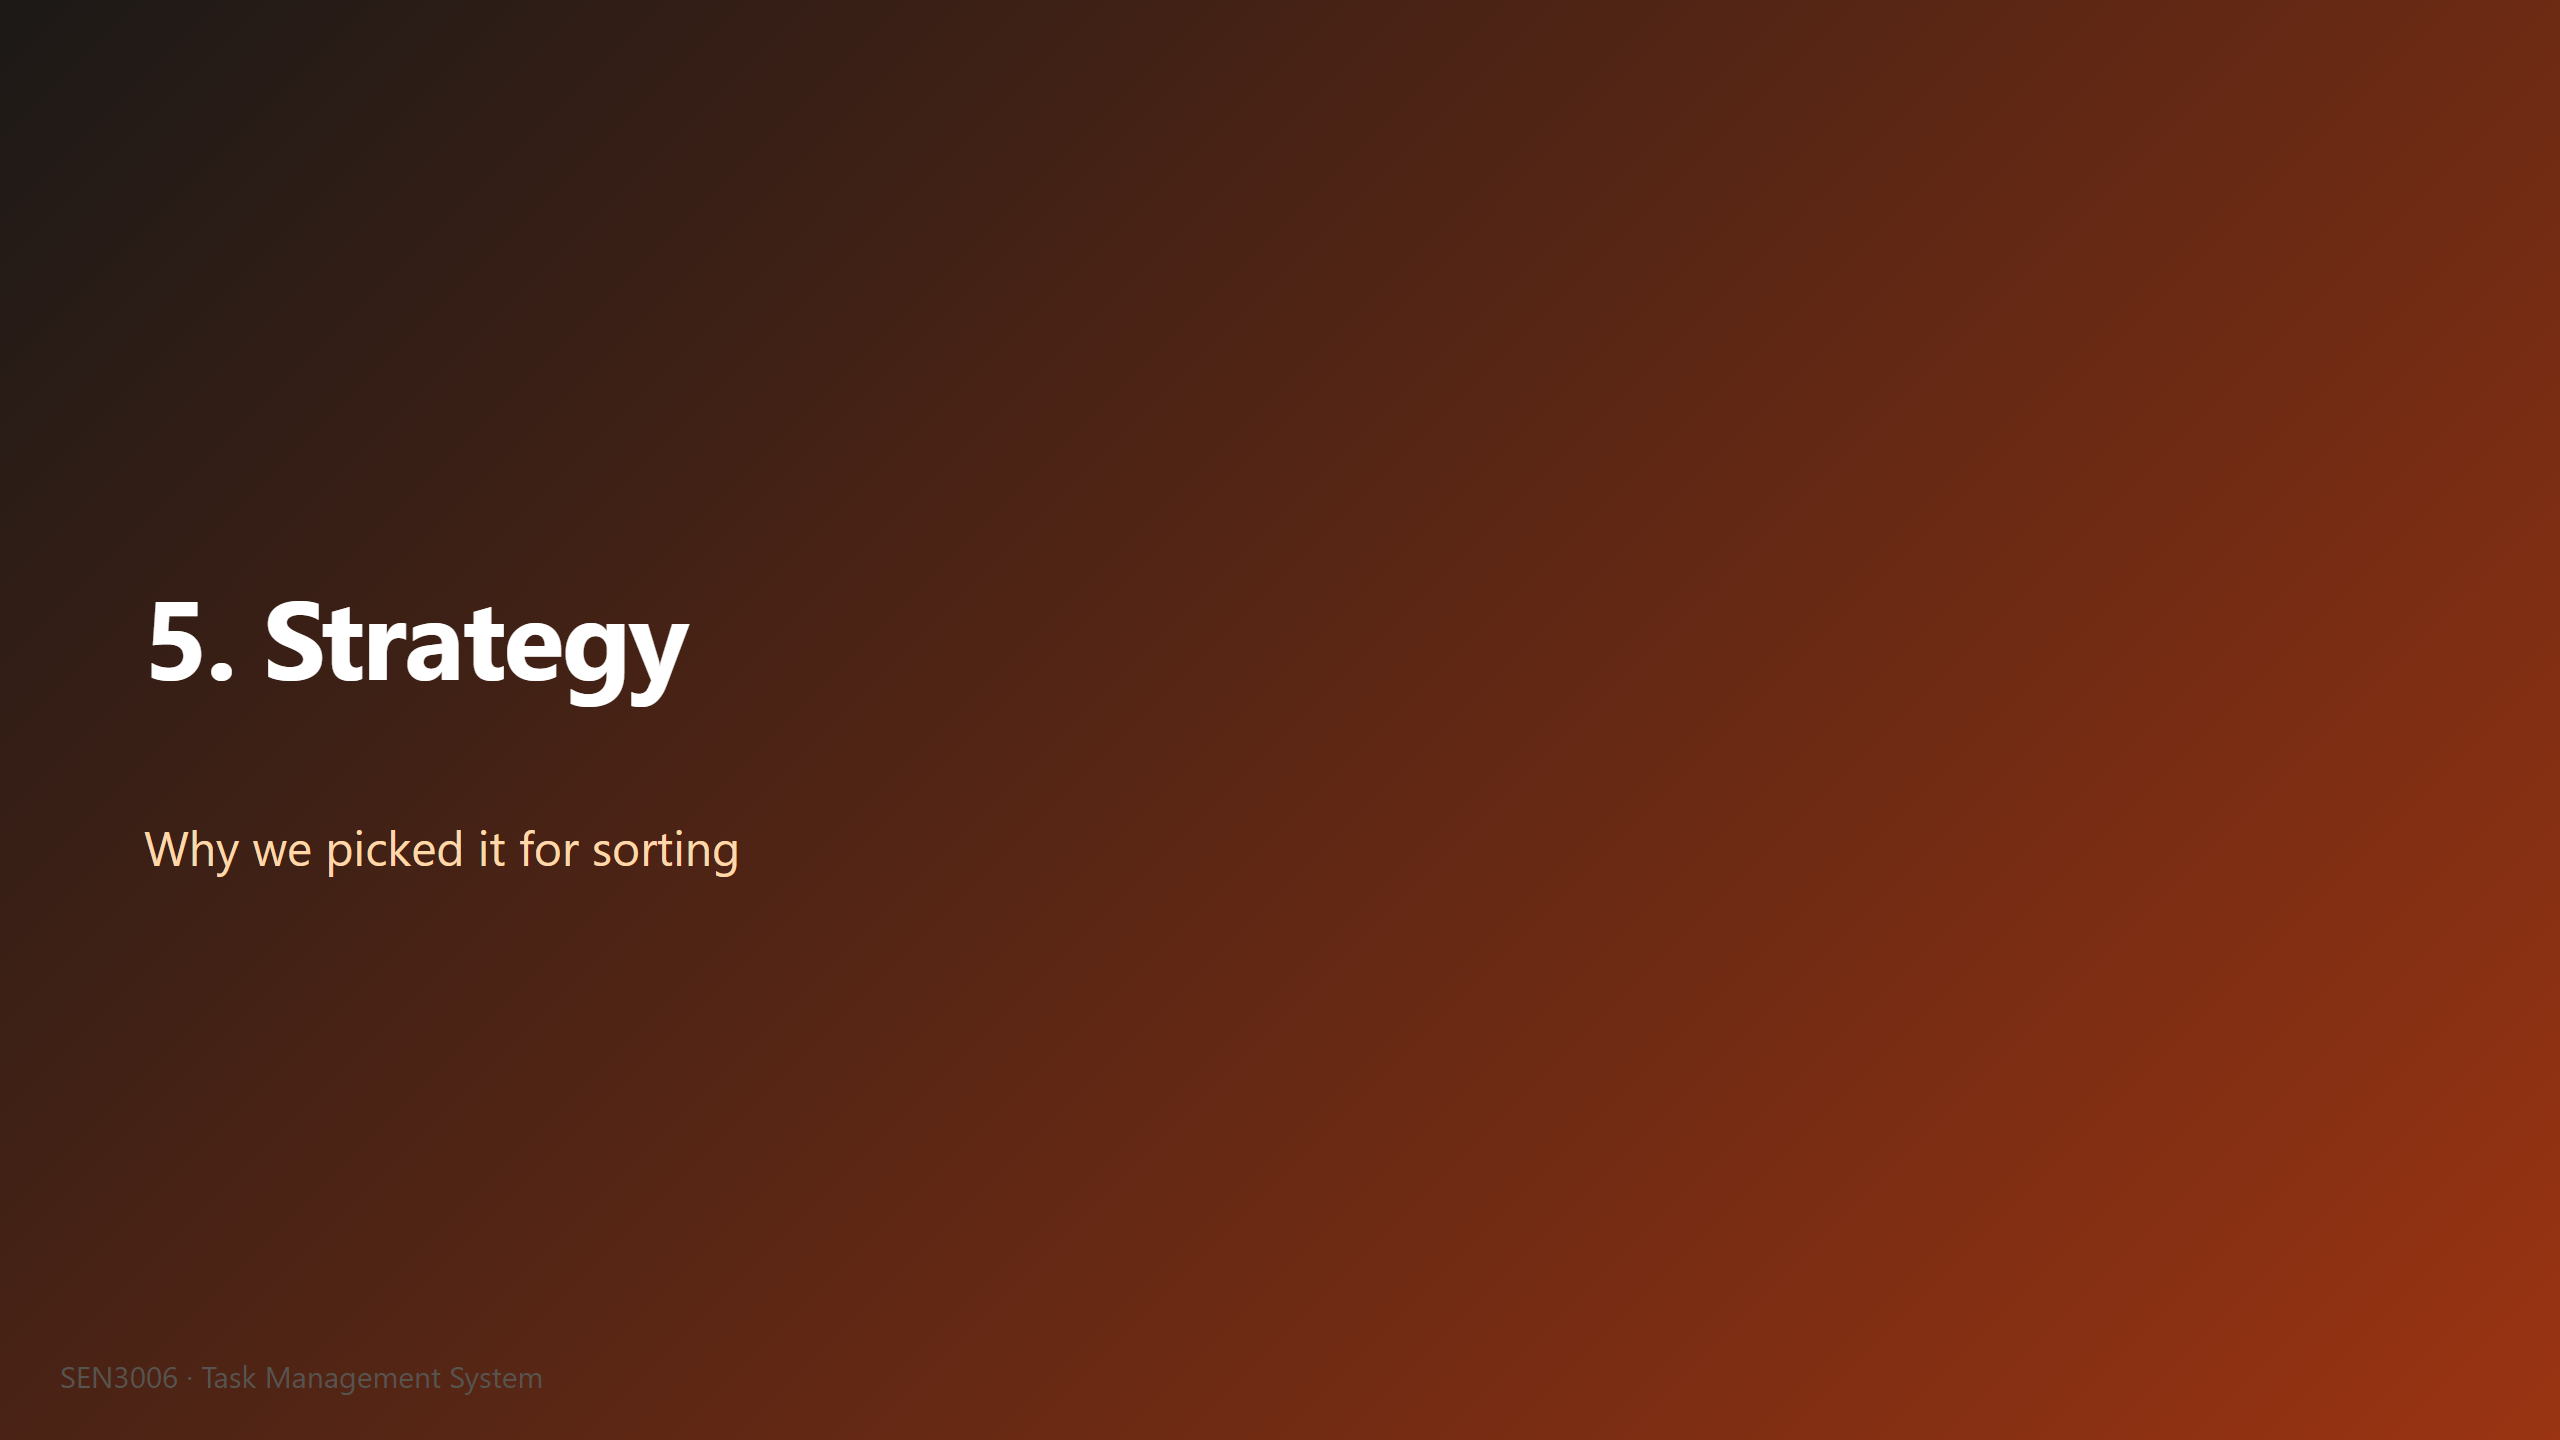 5. Strategy
Why we picked it for sorting
SEN3006 · Task Management System